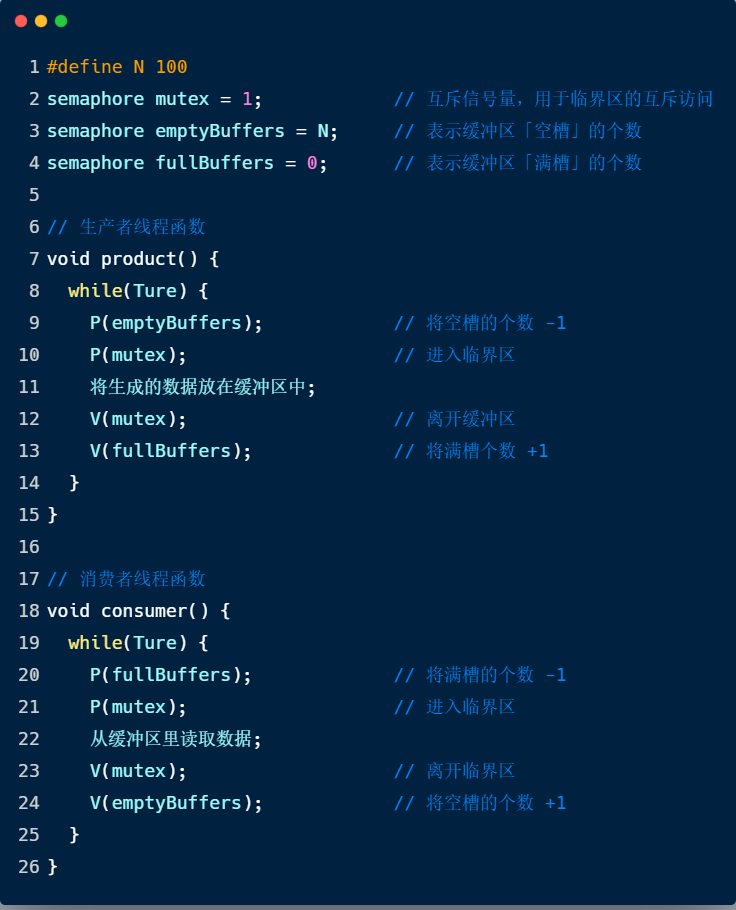 1 #define N 100
2 semaphore mutex = 1; // 互斥信号量，用于临界区的互斥访问
3 semaphore emptyBuffers = N; // 表示缓冲区「空槽」的个数
4 semaphore fullBuffers = 0; // 表示缓冲区「满槽」的个数
5
6 // 生产者线程函数
7 void product() {
8 while(Ture) {
9 P(emptyBuffers); // 将空槽的个数 -1
10 P(mutex); // 进入临界区
11 将生成的数据放在缓冲区中;
12 V(mutex); // 离开缓冲区
13 V(fullBuffers); // 将满槽个数 +1
14 }
15 }
16
17 // 消费者线程函数
18 void consumer() {
19 while(Ture) {
20 P(fullBuffers); // 将满槽的个数 -1
21 P(mutex); // 进入临界区
22 从缓冲区里读取数据;
23 V(mutex); // 离开临界区
24 V(emptyBuffers); // 将空槽的个数 +1
25 }
26 }